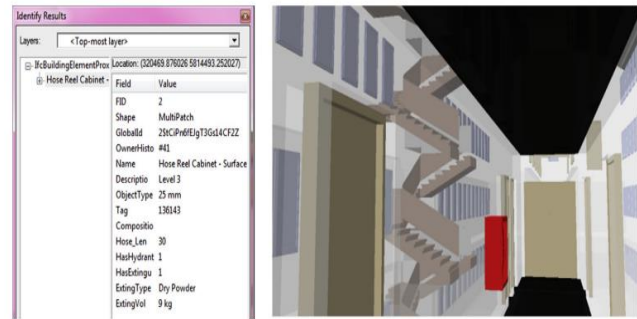 Identify Results
Layers: <Top-most layer>
IfcBuildingElementProx
Hose Reel Cabinet -
Location: (320469.876026 5814493.252027)
Field Value
FID 2
Shape MultiPatch
GlobalId
OwnerHisto #41
Name Hose Reel Cabinet - Surface
Descriptio Level 3
ObjectType 25 mm
Tag 136143
Compositio
Hose_Len 30
HasHydrant 1
HasExtingu 1
ExtingType Dry Powder
ExtingVol 9 kg